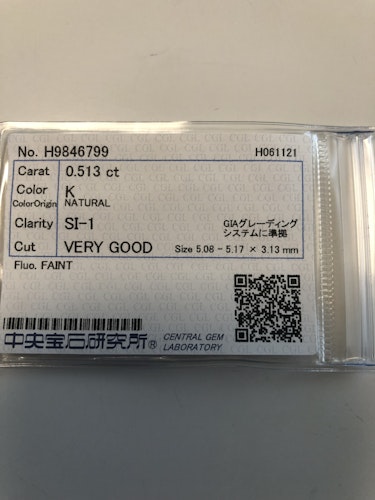 No. H9846799 H061121
Carat 0.513 ct
Color K
ColorOrigin NATURAL
Clarity SI-1 GIAグレーディング
システムに準拠
Cut VERY GOOD Size 5.08 - 5.17 × 3.13 mm
Fluo. FAINT
中央宝石研究所® CENTRAL GEM
LABORATORY